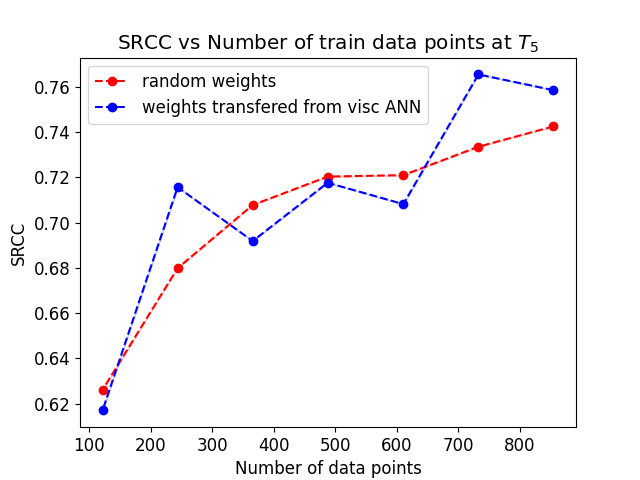 SRCC vs Number of train data points at $T_5$
random weights
weights transfered from visc ANN
0.76
0.74
0.72
0.70
0.68
0.66
0.64
0.62
SRCC
100 200 300 400 500 600 700 800
Number of data points